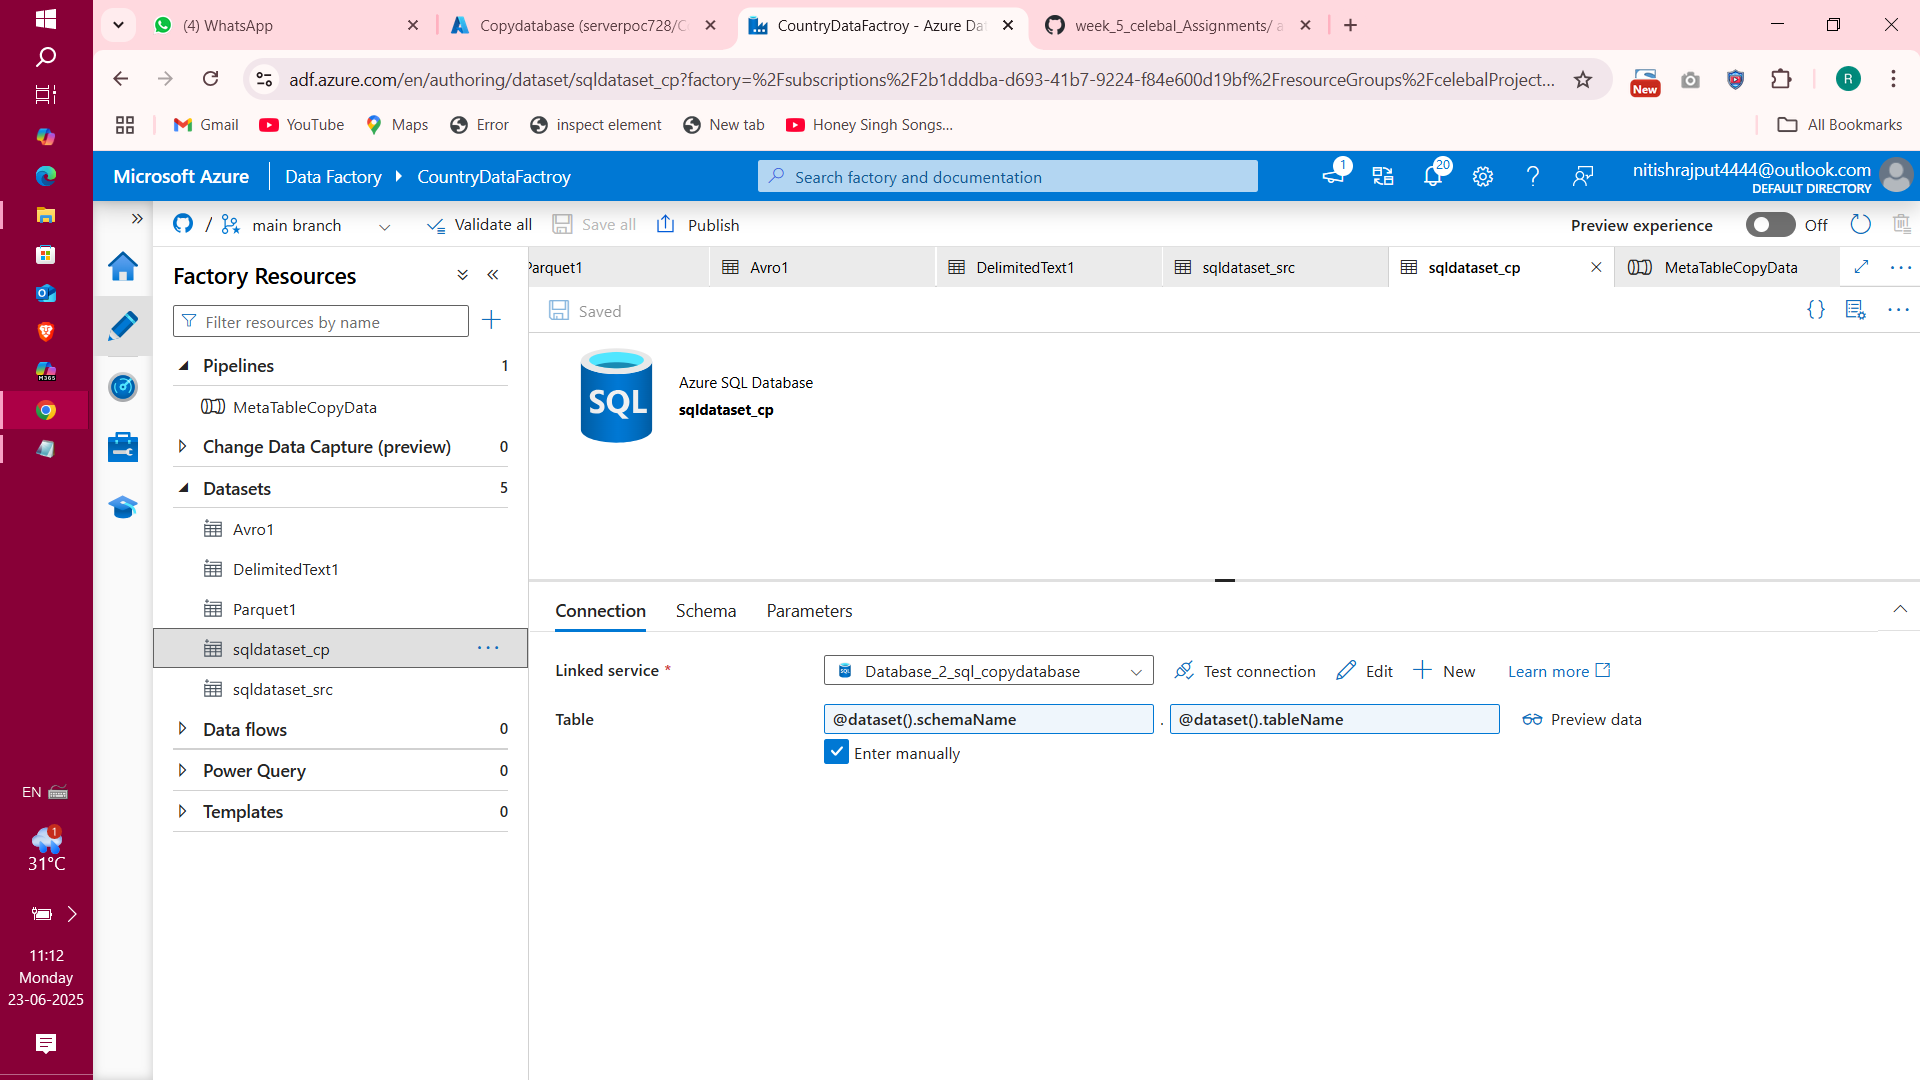 (4) WhatsApp
Copydatabase (serverpoc728/C
CountryDataFactroy - Azure Da
week_5_celebal_Assignments/ a
adf.azure.com/en/authoring/dataset/sqldataset_cp?factory=%2Fsubscriptions%2F2b1dddba-d693-41b7-9224-f84e600d19bf%2FresourceGroups%2FcelebalProject...
New
R
Gmail
YouTube
Maps
Error
inspect element
New tab
Honey Singh Songs...
All Bookmarks
Microsoft Azure
Data Factory
CountryDataFactroy
Search factory and documentation
1
20
nitishrajput4444@outlook.com
DEFAULT DIRECTORY
/
main branch
Validate all
Save all
Publish
Preview experience
Off
Factory Resources
Filter resources by name
Pipelines 1
MetaTableCopyData
Change Data Capture (preview) 0
Datasets 5
Avro1
DelimitedText1
Parquet1
sqldataset_cp
sqldataset_src
Data flows 0
Power Query 0
Templates 0
Parquet1
Avro1
DelimitedText1
sqldataset_src
sqldataset_cp
MetaTableCopyData
Saved
SQL
Azure SQL Database
sqldataset_cp
Connection
Schema
Parameters
Linked service *
Database_2_sql_copydatabase
Test connection
Edit
New
Learn more
Table
@dataset().schemaName
.
@dataset().tableName
Preview data
Enter manually
M365
EN
1
31°C
11:12
Monday
23-06-2025